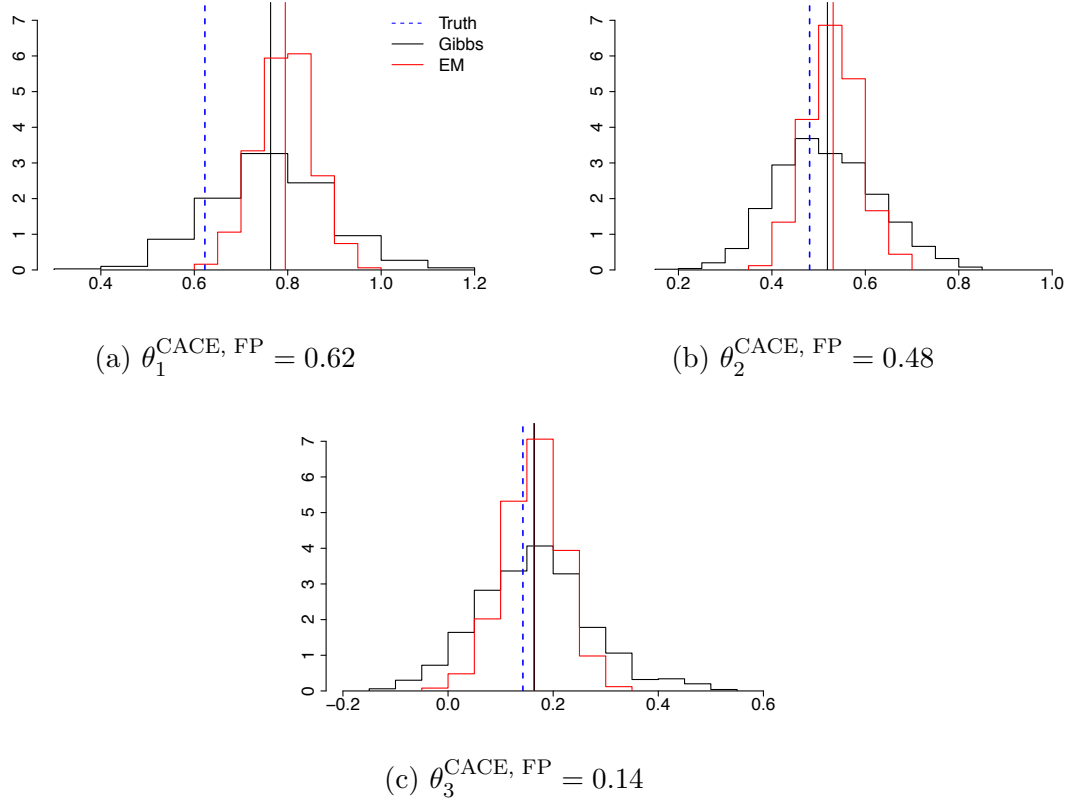 7
6
5
4
3
2
1
0
0.4 0.6 0.8 1.0 1.2
Truth
Gibbs
EM
(a) θ₁^{CACE, FP} = 0.62
7
6
5
4
3
2
1
0
0.2 0.4 0.6 0.8 1.0
(b) θ₂^{CACE, FP} = 0.48
7
6
5
4
3
2
1
0
−0.2 0.0 0.2 0.4 0.6
(c) θ₃^{CACE, FP} = 0.14